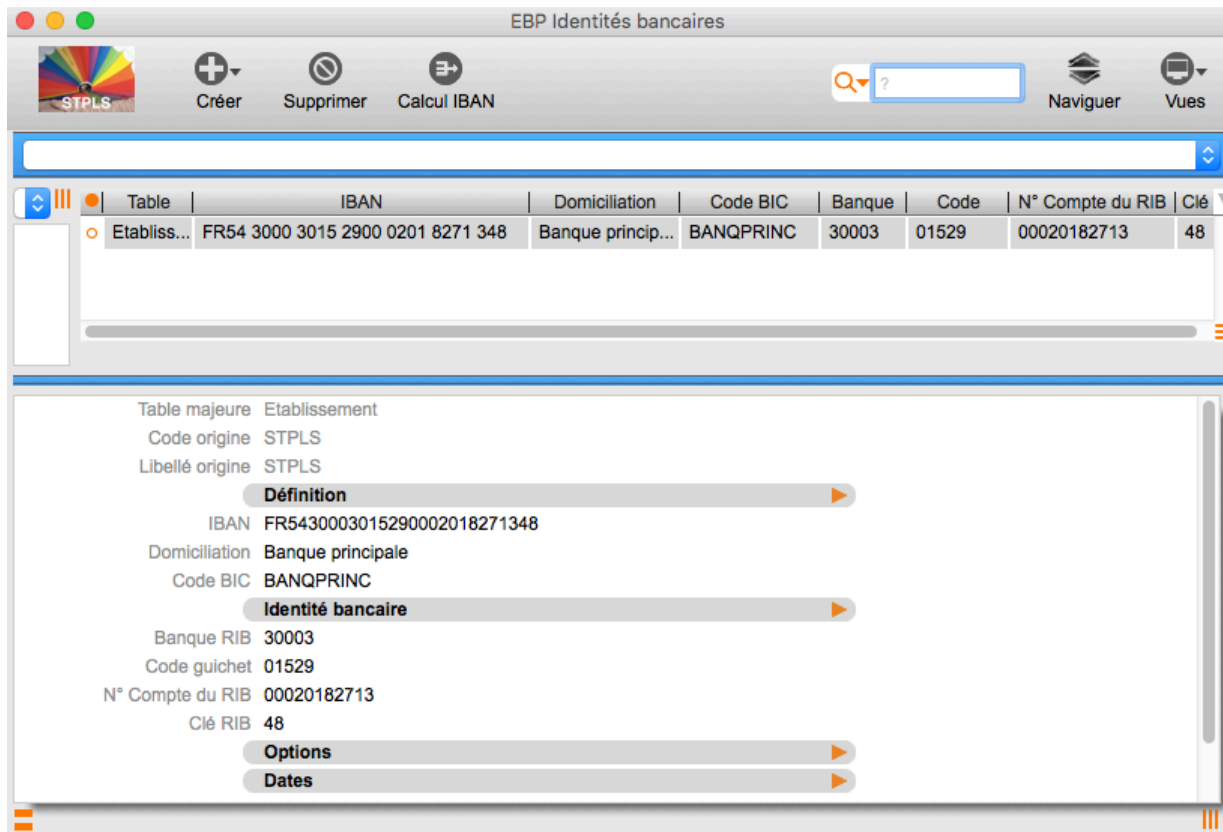 EBP Identités bancaires
STPLS
Créer Supprimer Calcul IBAN ? Naviguer Vues
Table IBAN Domiciliation Code BIC Banque Code N° Compte du RIB Clé
Etabliss... FR54 3000 3015 2900 0201 8271 348 Banque princip... BANQPRINC 30003 01529 00020182713 48
Table majeure Etablissement
Code origine STPLS
Libellé origine STPLS
Définition
IBAN FR5430003015290002018271348
Domiciliation Banque principale
Code BIC BANQPRINC
Identité bancaire
Banque RIB 30003
Code guichet 01529
N° Compte du RIB 00020182713
Clé RIB 48
Options
Dates